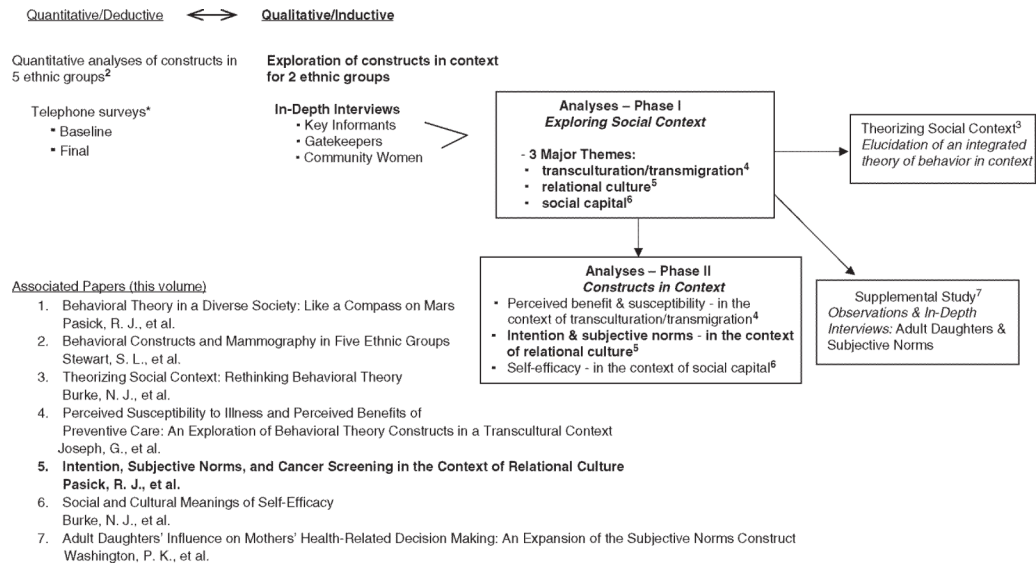 Quantitative/Deductive
Qualitative/Inductive
Quantitative analyses of constructs in
5 ethnic groups2
Telephone surveys*
▪ Baseline
▪ Final
Exploration of constructs in context
for 2 ethnic groups
In-Depth Interviews
• Key Informants
• Gatekeepers
• Community Women
Analyses – Phase I
Exploring Social Context
- 3 Major Themes:
▪ transculturation/transmigration4
▪ relational culture5
▪ social capital6
Theorizing Social Context3
Elucidation of an integrated
theory of behavior in context
Analyses – Phase II
Constructs in Context
▪ Perceived benefit & susceptibility - in the
context of transculturation/transmigration4
▪ Intention & subjective norms - in the context
of relational culture5
▪ Self-efficacy - in the context of social capital6
Supplemental Study7
Observations & In-Depth
Interviews: Adult Daughters &
Subjective Norms
Associated Papers (this volume)
1. Behavioral Theory in a Diverse Society: Like a Compass on Mars
Pasick, R. J., et al.
2. Behavioral Constructs and Mammography in Five Ethnic Groups
Stewart, S. L., et al.
3. Theorizing Social Context: Rethinking Behavioral Theory
Burke, N. J., et al.
4. Perceived Susceptibility to Illness and Perceived Benefits of
Preventive Care: An Exploration of Behavioral Theory Constructs in a Transcultural Context
Joseph, G., et al.
5. Intention, Subjective Norms, and Cancer Screening in the Context of Relational Culture
Pasick, R. J., et al.
6. Social and Cultural Meanings of Self-Efficacy
Burke, N. J., et al.
7. Adult Daughters' Influence on Mothers' Health-Related Decision Making: An Expansion of the Subjective Norms Construct
Washington, P. K., et al.